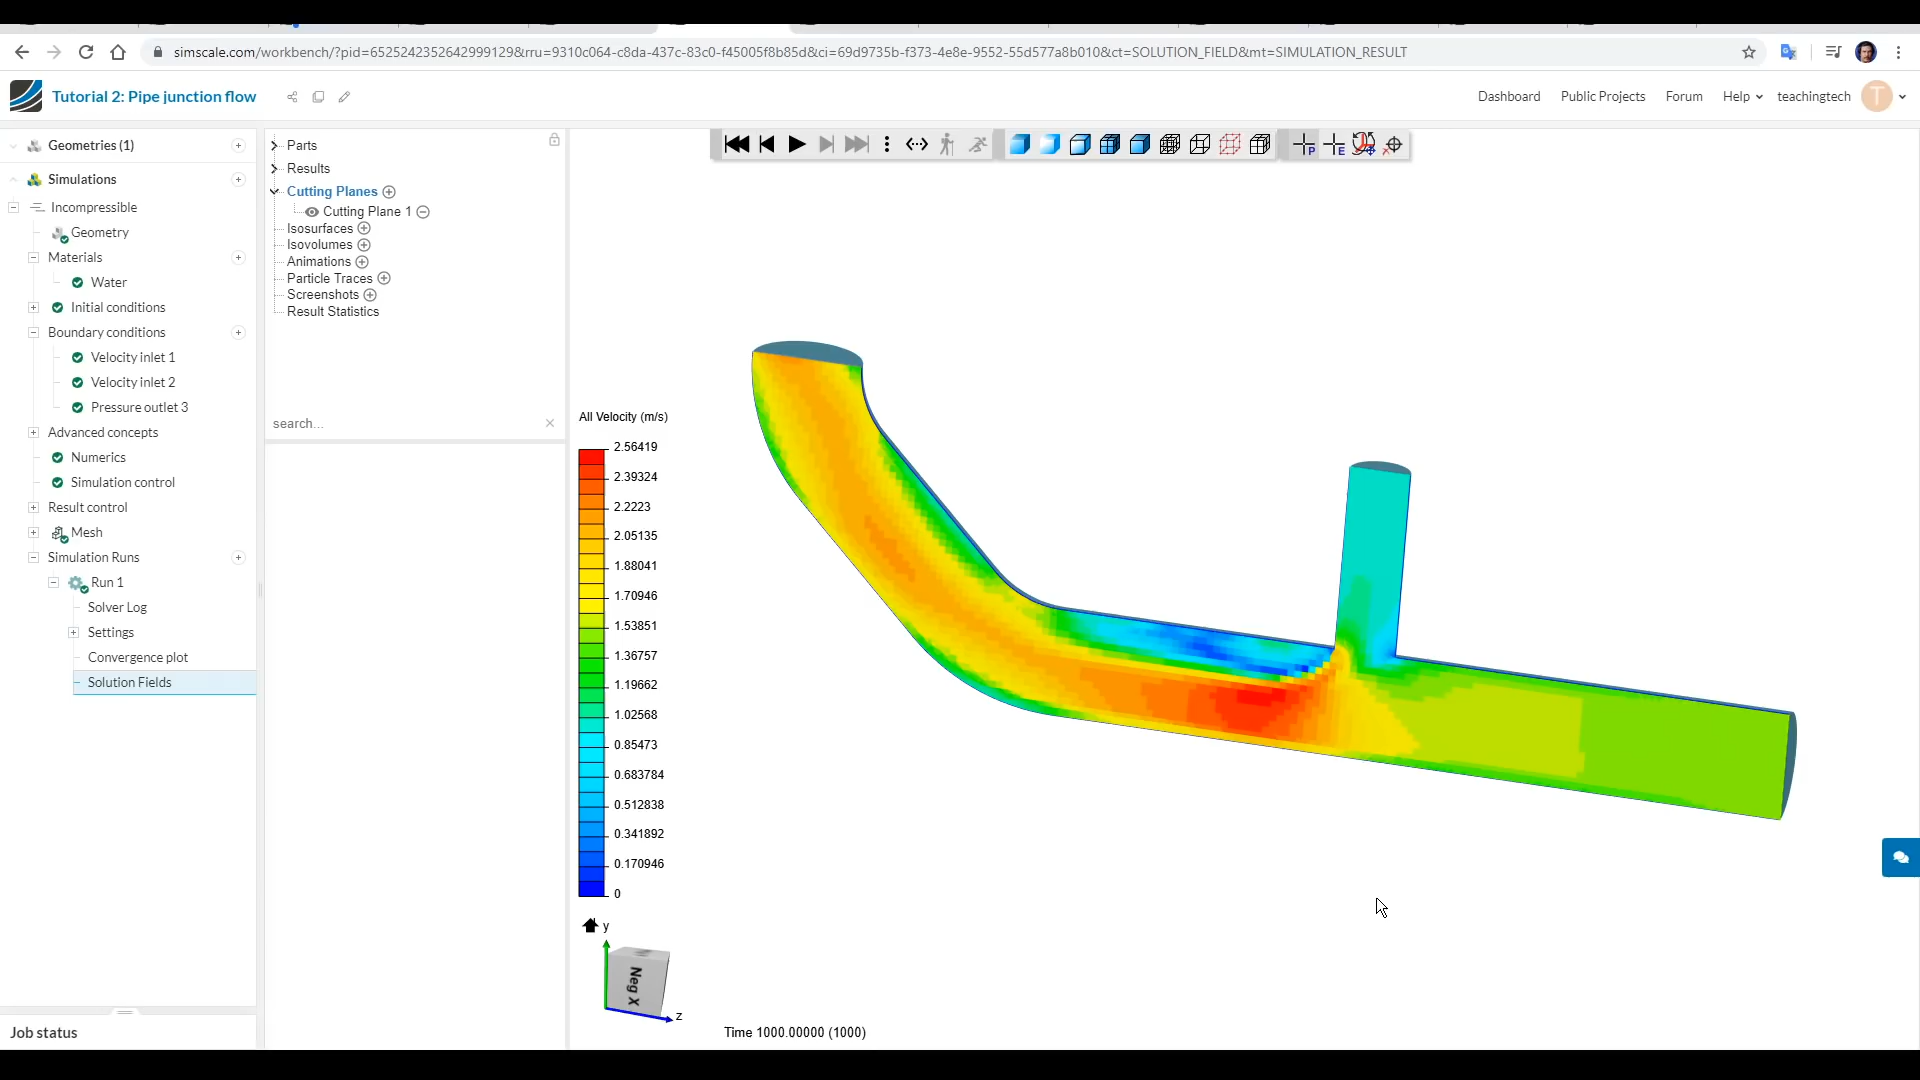 simscale.com/workbench/?pid=6525242352642999129&rru=9310c064-c8da-437c-83c0-f45005f8b85d&ci=69d9735b-f373-4e8e-9552-55d577a8b010&ct=SOLUTION_FIELD&mt=SIMULATION_RESULT
Tutorial 2: Pipe junction flow
Dashboard
Public Projects
Forum
Help
teachingtech
T
Geometries (1)
Simulations
Incompressible
Geometry
Materials
Water
Initial conditions
Boundary conditions
Velocity inlet 1
Velocity inlet 2
Pressure outlet 3
Advanced concepts
Numerics
Simulation control
Result control
Mesh
Simulation Runs
Run 1
Solver Log
Settings
Convergence plot
Solution Fields
Job status
Parts
Results
Cutting Planes
Cutting Plane 1
Isosurfaces
Isovolumes
Animations
Particle Traces
Screenshots
Result Statistics
search...
P
E
All Velocity (m/s)
2.56419
2.39324
2.2223
2.05135
1.88041
1.70946
1.53851
1.36757
1.19662
1.02568
0.85473
0.683784
0.512838
0.341892
0.170946
0
y
Neg X
z
Time 1000.00000 (1000)